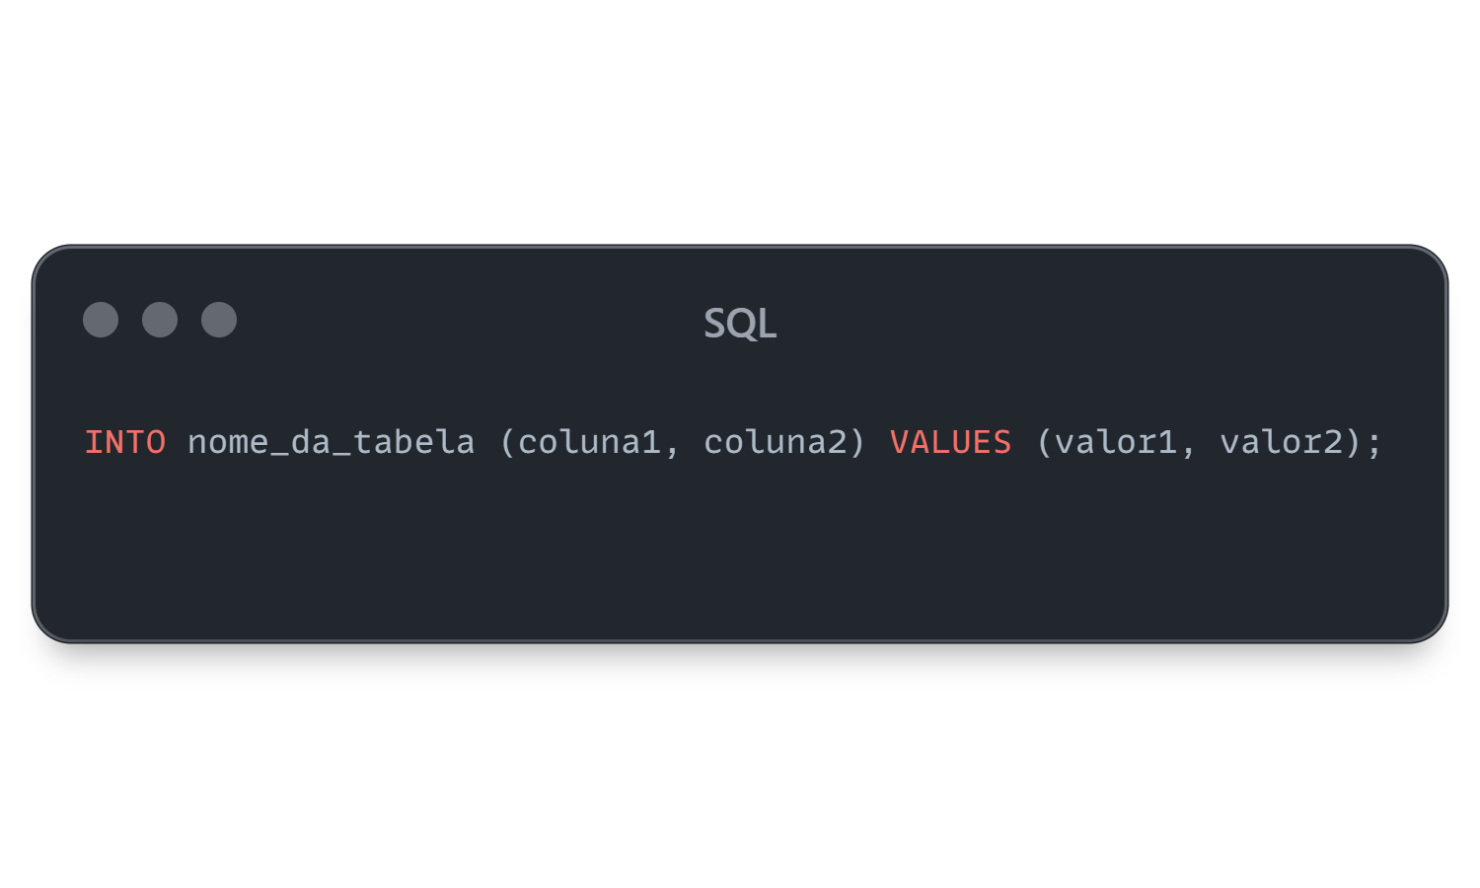 SQL
INTO nome_da_tabela (coluna1, coluna2) VALUES (valor1, valor2);